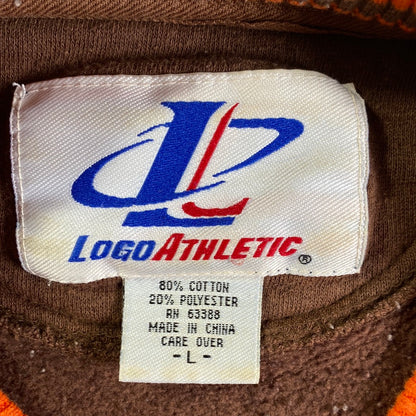 L
LOGO ATHLETIC ®
80% COTTON
20% POLYESTER
RN 63388
MADE IN CHINA
CARE OVER
- L -